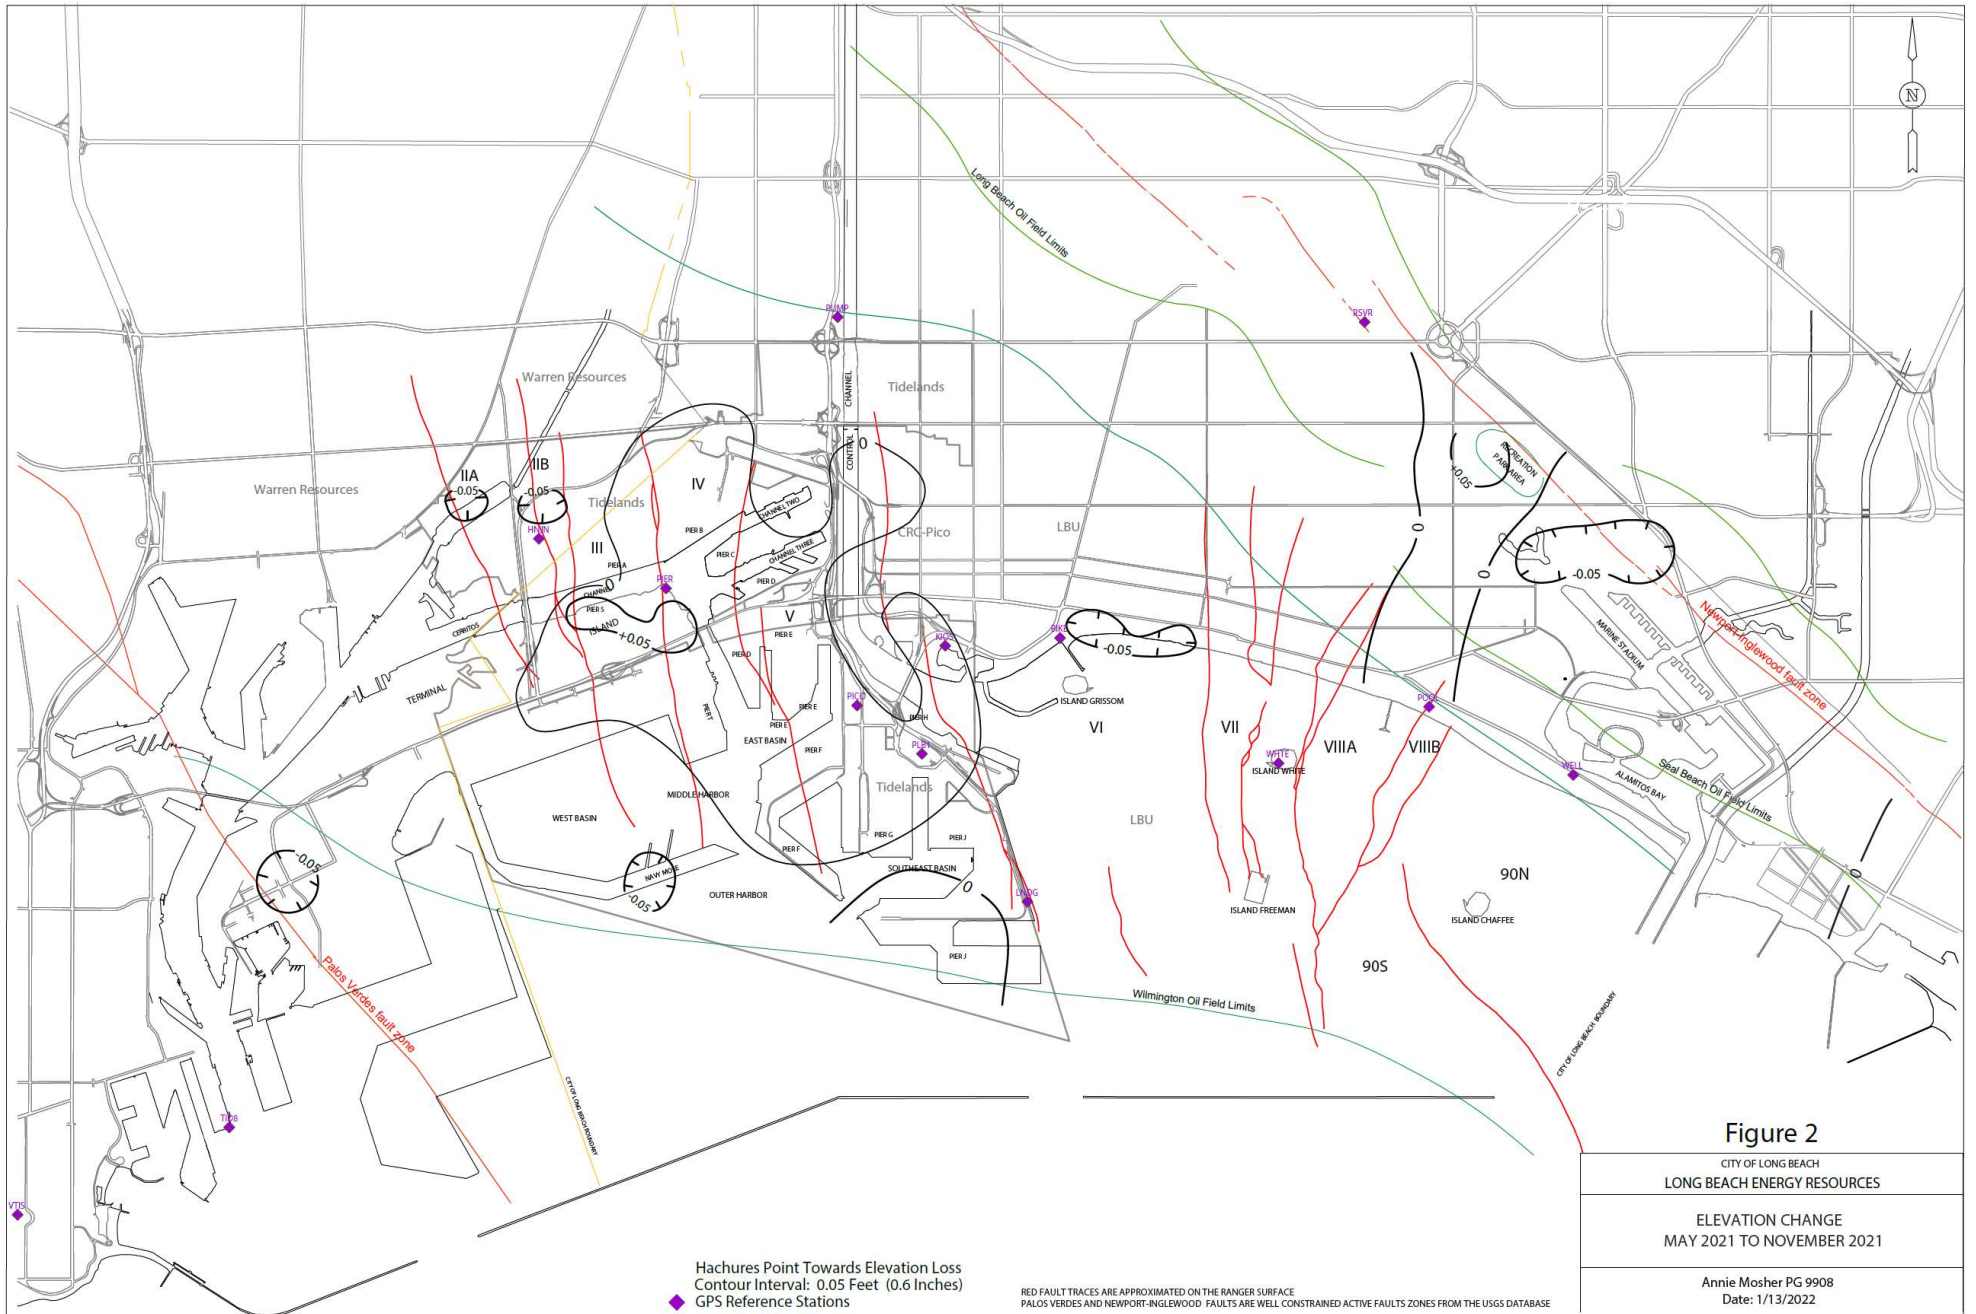 N
Long Beach Oil Field Limits
PUMP
RSVR
CHANNEL
Warren Resources
Tidelands
CONTROL
0
RECREATION
PARK AREA
+0.05
IIA
-0.05
IIB
-0.05
IV
Warren Resources
Tidelands
CHANNEL TWO
PIER B
LBU
0
CRC-Pico
III
PIER C
CHANNEL THREE
PIER A
PIER
0
CHANNEL
PIER D
0
-0.05
PIER S
ISLAND
+0.05
V
CERRITOS
PIER E
KIOS
BIKE
-0.05
MARINE STADIUM
Newport-Inglewood fault zone
PIER D
TERMINAL
PIER T
PICO
PIER E
PIER E
PIER H
ISLAND GRISSOM
POOL
VI
VII
VIIIA
VIIIB
EAST BASIN
PIER F
PLBT
WHTE
ISLAND WHITE
WELL
ALAMITOS BAY
Seal Beach Oil Field Limits
MIDDLE HARBOR
Tidelands
WEST BASIN
LBU
PIER G
PIER J
PIER F
-0.05
SOUTHEAST BASIN
NAVY MOLE
-0.05
OUTER HARBOR
0
LNDG
90N
0
ISLAND FREEMAN
ISLAND CHAFFEE
PIER J
90S
Palos Verdes fault zone
Wilmington Oil Field Limits
CITY OF LONG BEACH BOUNDARY
CITY OF LONG BEACH BOUNDARY
VTIS
Figure 2
CITY OF LONG BEACH
LONG BEACH ENERGY RESOURCES
ELEVATION CHANGE
MAY 2021 TO NOVEMBER 2021
Annie Mosher PG 9908
Date: 1/13/2022
Hachures Point Towards Elevation Loss
Contour Interval: 0.05 Feet (0.6 Inches)
GPS Reference Stations
RED FAULT TRACES ARE APPROXIMATED ON THE RANGER SURFACE
PALOS VERDES AND NEWPORT-INGLEWOOD FAULTS ARE WELL CONSTRAINED ACTIVE FAULTS ZONES FROM THE USGS DATABASE